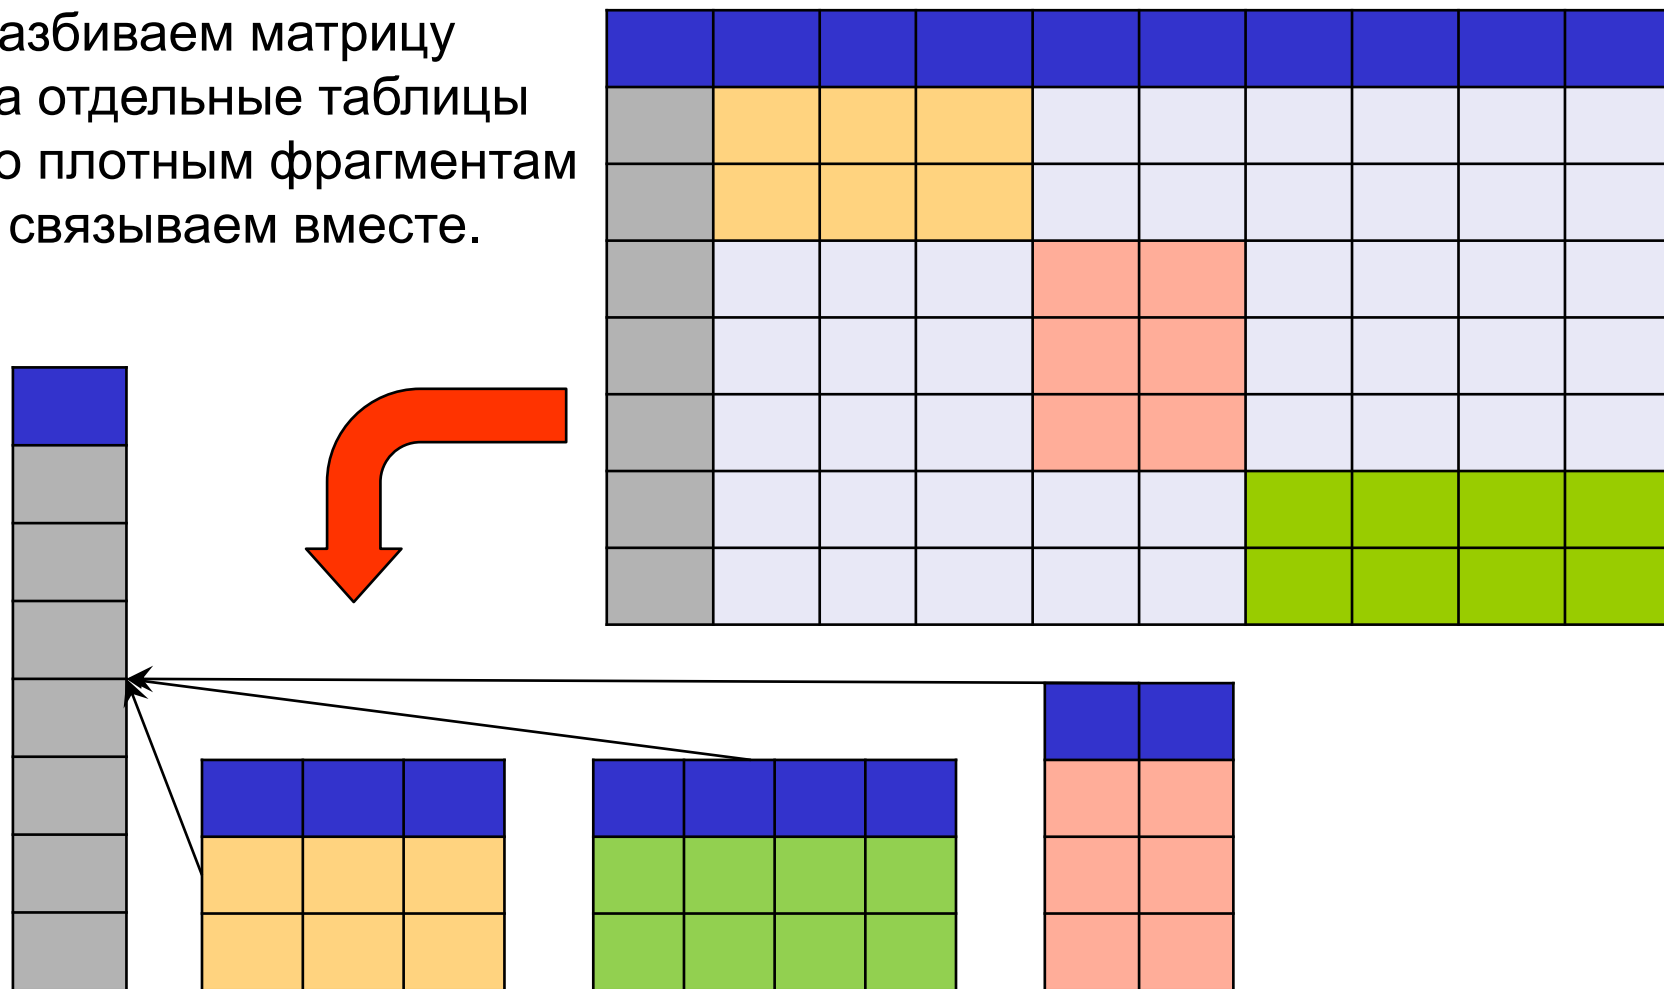 азбиваем матрицу
а отдельные таблицы
о плотным фрагментам
связываем вместе.